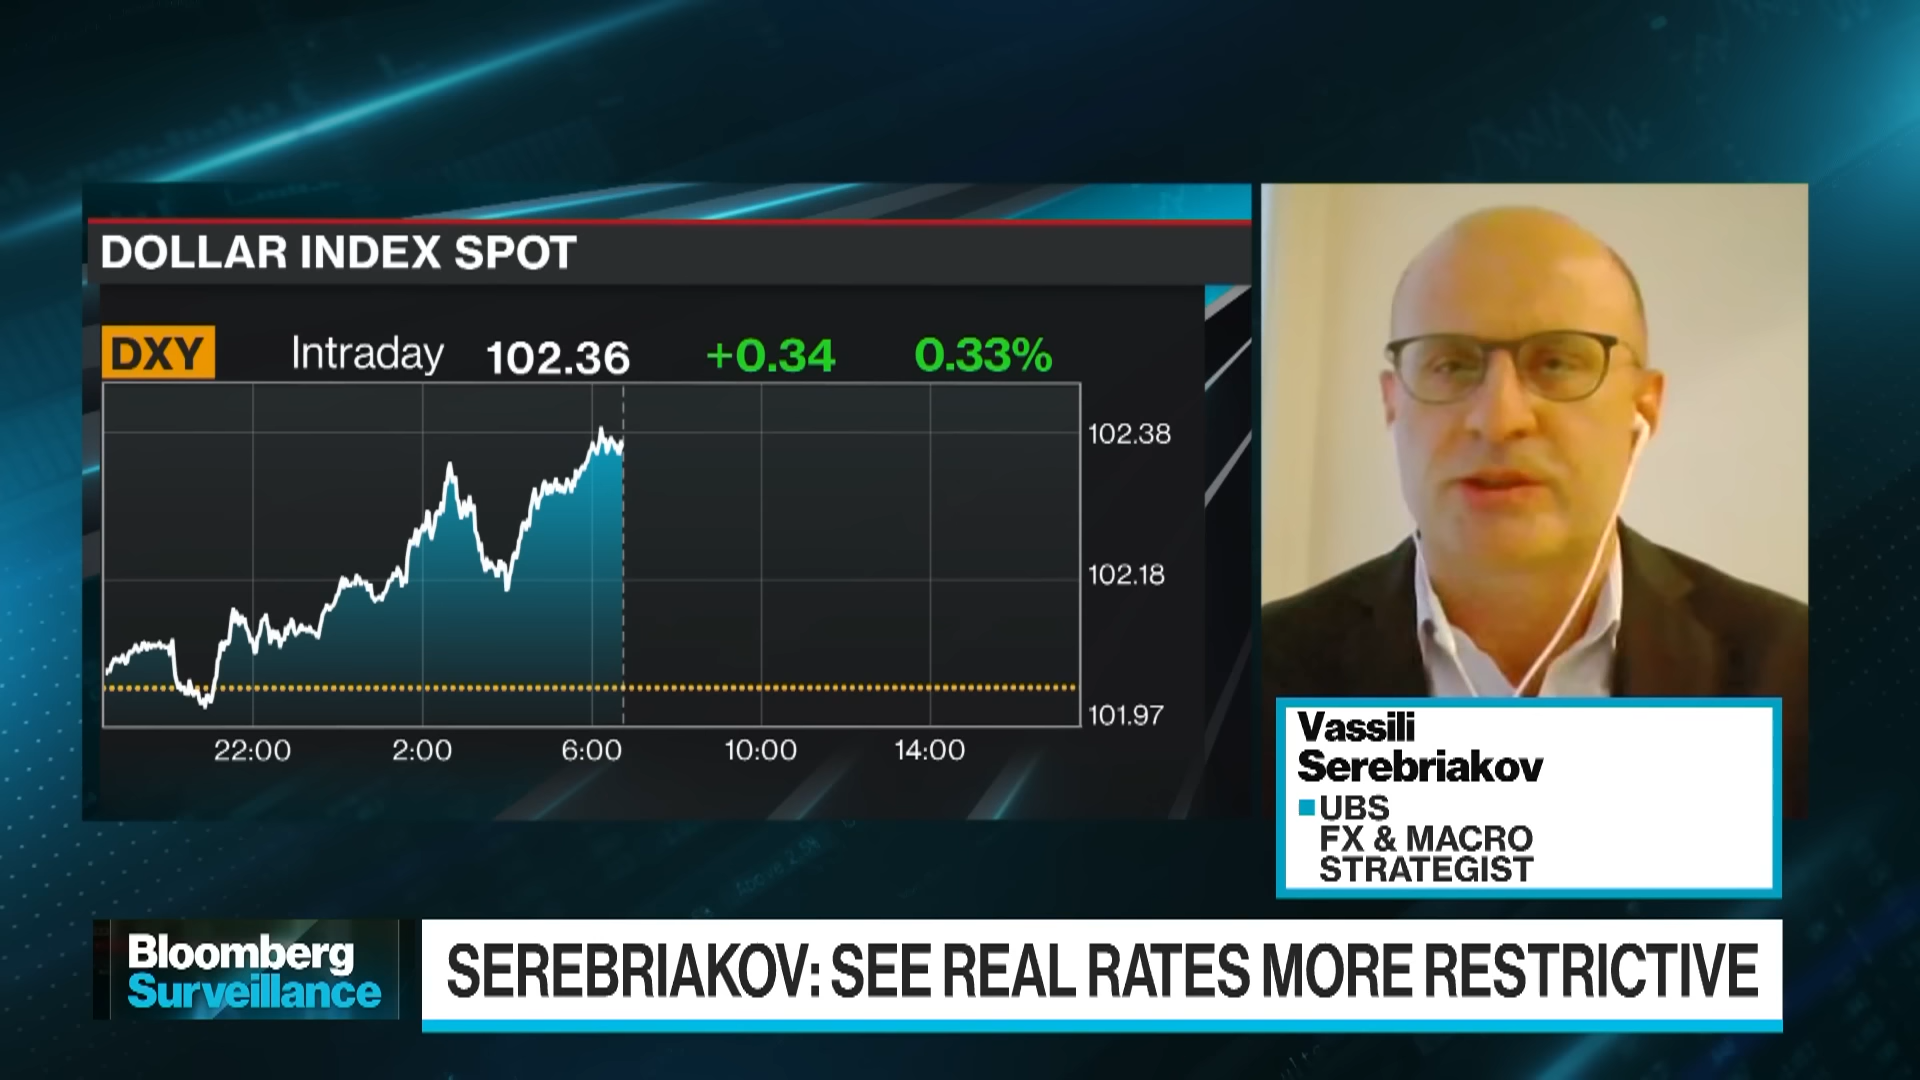 DOLLAR INDEX SPOT
DXY Intraday 102.36 +0.34 0.33%
102.38
102.18
101.97
22:00 2:00 6:00 10:00 14:00
Vassili
Serebriakov
UBS
FX & MACRO
STRATEGIST
Bloomberg
Surveillance
SEREBRIAKOV: SEE REAL RATES MORE RESTRICTIVE